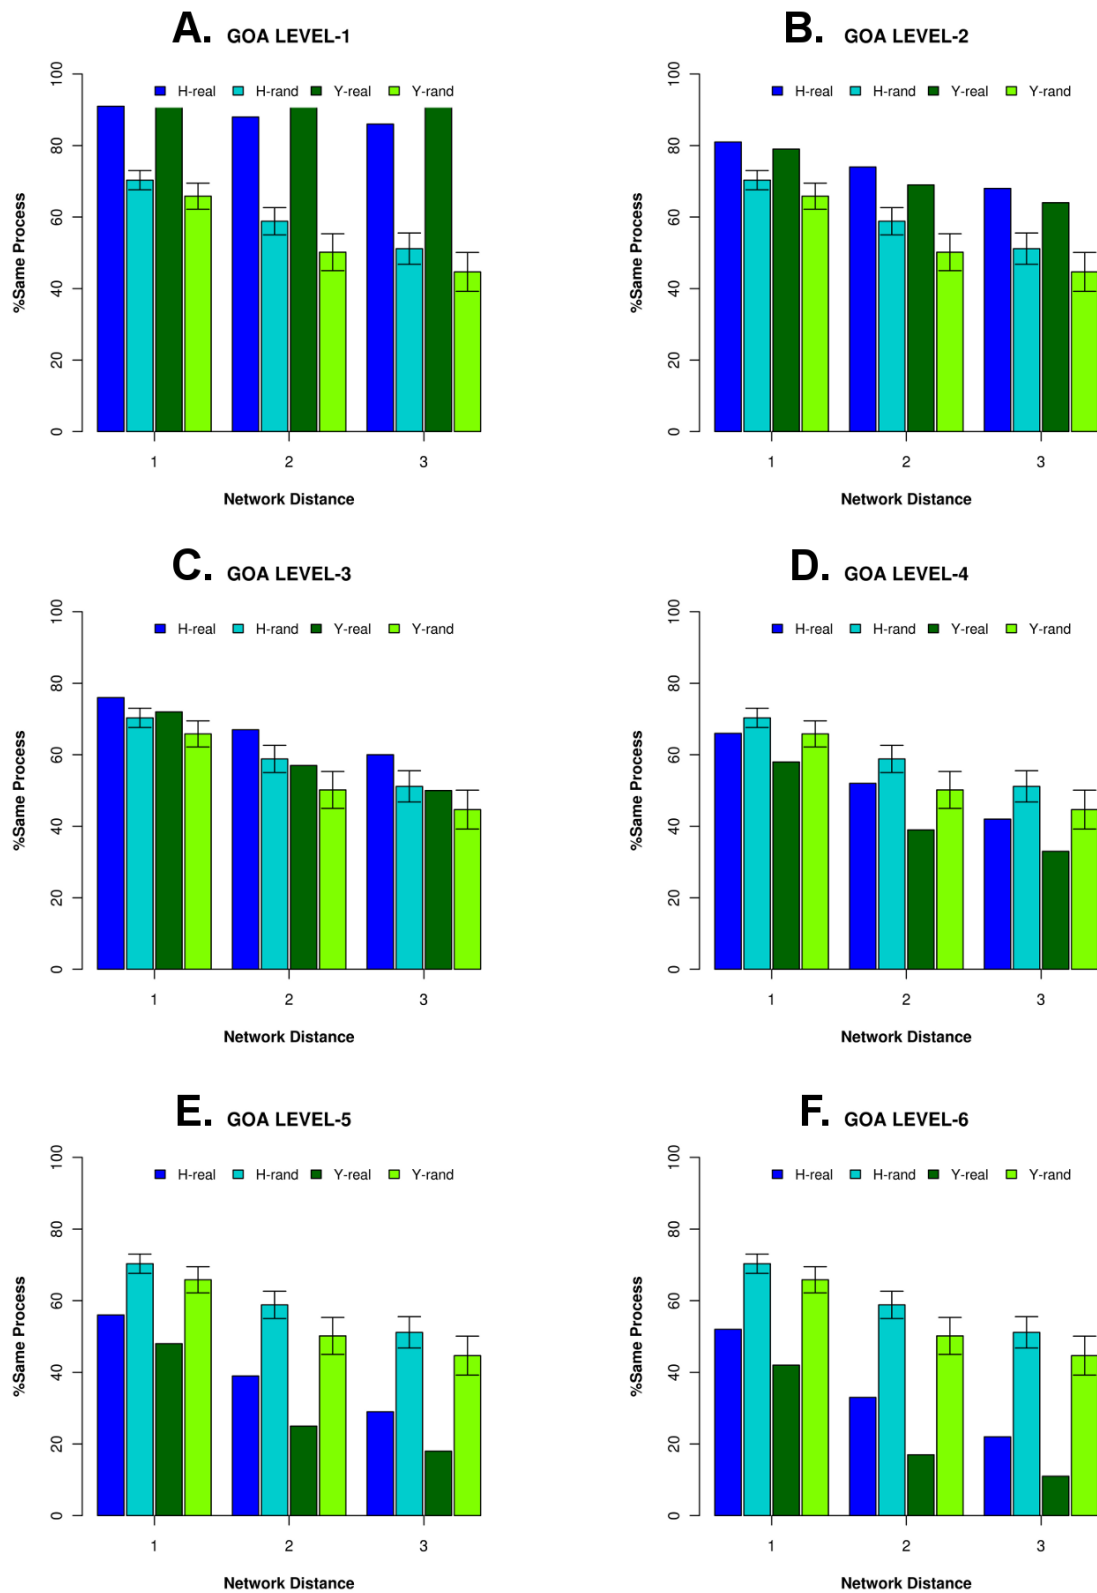 A. GOA LEVEL-1
H-real H-rand Y-real Y-rand
%Same Process
0 20 40 60 80 100
1 2 3
Network Distance
B. GOA LEVEL-2
H-real H-rand Y-real Y-rand
%Same Process
0 20 40 60 80 100
1 2 3
Network Distance
C. GOA LEVEL-3
H-real H-rand Y-real Y-rand
%Same Process
0 20 40 60 80 100
1 2 3
Network Distance
D. GOA LEVEL-4
H-real H-rand Y-real Y-rand
%Same Process
0 20 40 60 80 100
1 2 3
Network Distance
E. GOA LEVEL-5
H-real H-rand Y-real Y-rand
%Same Process
0 20 40 60 80 100
1 2 3
Network Distance
F. GOA LEVEL-6
H-real H-rand Y-real Y-rand
%Same Process
0 20 40 60 80 100
1 2 3
Network Distance